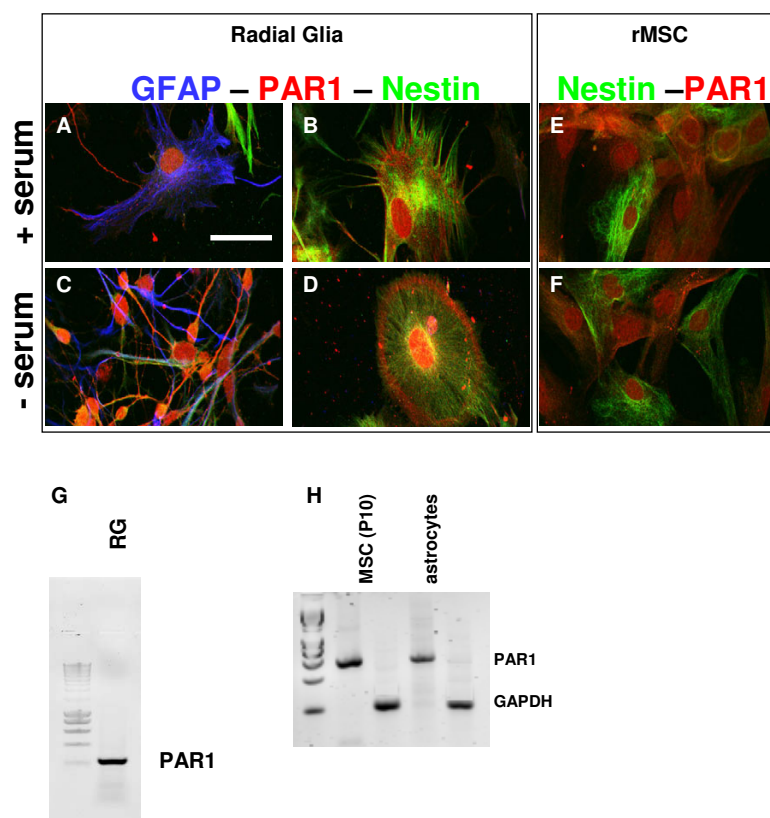 Radial Glia
rMSC
GFAP – PAR1 – Nestin
Nestin –PAR1
+ serum
- serum
A
B
E
C
D
F
G
H
RG
MSC (P10)
astrocytes
PAR1
GAPDH
PAR1